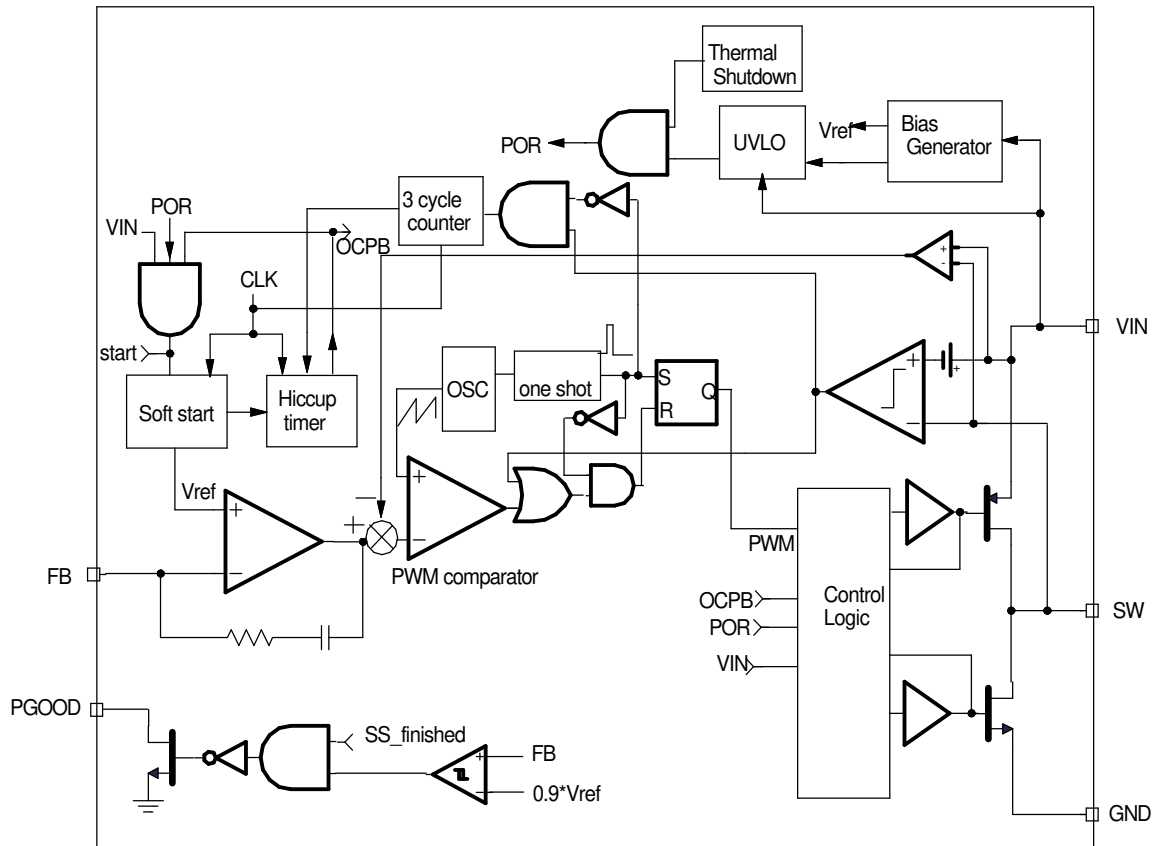 Thermal
Shutdown
POR
UVLO
Vref
Bias
Generator
3 cycle
counter
POR
VIN
OCPB
CLK
+
-
VIN
start
Soft start
Hiccup
timer
OSC
one shot
S
Q
R
+
+
−
Vref
+
−
+
−
+
−
PWM comparator
FB
PWM
OCPB
POR
VIN
Control
Logic
SW
PGOOD
SS_finished
+
−
FB
0.9*Vref
GND